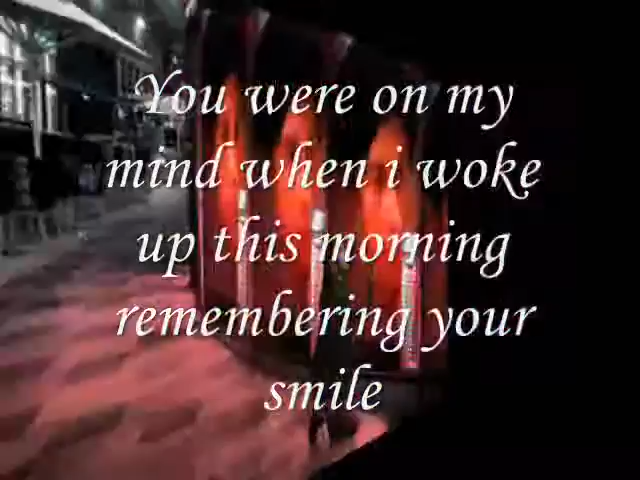 You were on my
mind when i woke
up this morning
remembering your
smile